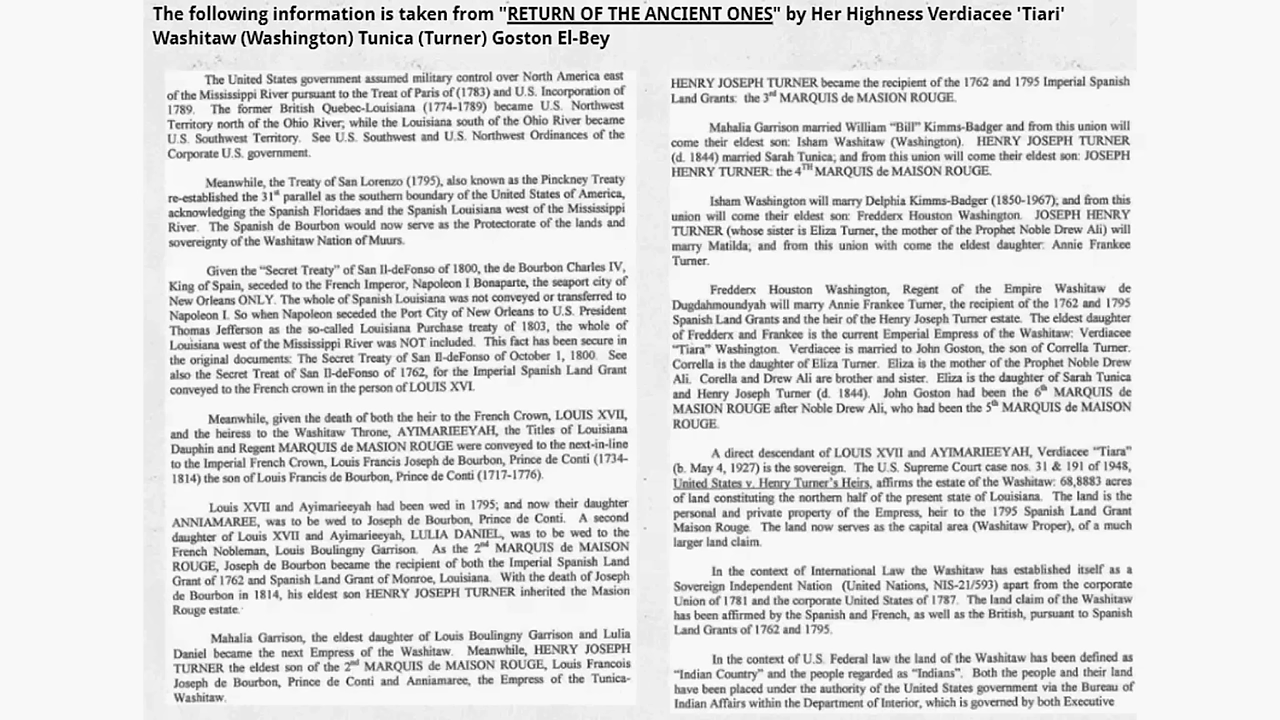 The following information is taken from "RETURN OF THE ANCIENT ONES" by Her Highness Verdiacee 'Tiari'
Washitaw (Washington) Tunica (Turner) Goston El-Bey
The United States government assumed military control over North America east
of the Mississippi River pursuant to the Treat of Paris of (1783) and U.S. Incorporation of
1789. The former British Quebec-Louisiana (1774-1789) became U.S. Northwest
Territory north of the Ohio River; while the Louisiana south of the Ohio River became
U.S. Southwest Territory. See U.S. Southwest and U.S. Northwest Ordinances of the
Corporate U.S. government.
Meanwhile, the Treaty of San Lorenzo (1795), also known as the Pinckney Treaty
re-established the 31st parallel as the southern boundary of the United States of America,
acknowledging the Spanish Floridaes and the Spanish Louisiana west of the Mississippi
River. The Spanish de Bourbon would now serve as the Protectorate of the lands and
sovereignty of the Washitaw Nation of Muurs.
Given the "Secret Treaty" of San Il-deFonso of 1800, the de Bourbon Charles IV,
King of Spain, seceded to the French Imperor, Napoleon I Bonaparte, the seaport city of
New Orleans ONLY. The whole of Spanish Louisiana was not conveyed or transferred to
Napoleon I. So when Napoleon seceded the Port City of New Orleans to U.S. President
Thomas Jefferson as the so-called Louisiana Purchase treaty of 1803, the whole of
Louisiana west of the Mississippi River was NOT included. This fact has been secure in
the original documents: The Secret Treaty of San Il-deFonso of October 1, 1800. See
also the Secret Treat of San Il-deFonso of 1762, for the Imperial Spanish Land Grant
conveyed to the French crown in the person of LOUIS XVI.
Meanwhile, given the death of both the heir to the French Crown, LOUIS XVII,
and the heiress to the Washitaw Throne, AYIMARIEEYAH, the Titles of Louisiana
Dauphin and Regent MARQUIS de MASION ROUGE were conveyed to the next-in-line
to the Imperial French Crown, Louis Francis Joseph de Bourbon, Prince de Conti (1734-
1814) the son of Louis Francis de Bourbon, Prince de Conti (1717-1776).
Louis XVII and Ayimarieeyah had been wed in 1795; and now their daughter
ANNIAMAREE, was to be wed to Joseph de Bourbon, Prince de Conti. A second
daughter of Louis XVII and Ayimarieeyah, LULIA DANIEL, was to be wed to the
French Nobleman, Louis Boulingny Garrison. As the 2nd MARQUIS de MAISON
ROUGE, Joseph de Bourbon became the recipient of both the Imperial Spanish Land
Grant of 1762 and Spanish Land Grant of Monroe, Louisiana. With the death of Joseph
de Bourbon in 1814, his eldest son HENRY JOSEPH TURNER inherited the Masion
Rouge estate.
Mahalia Garrison, the eldest daughter of Louis Boulingny Garrison and Lulia
Daniel became the next Empress of the Washitaw. Meanwhile, HENRY JOSEPH
TURNER the eldest son of the 2nd MARQUIS de MAISON ROUGE, Louis Francois
Joseph de Bourbon, Prince de Conti and Anniamaree, the Empress of the Tunica-
Washitaw.
HENRY JOSEPH TURNER became the recipient of the 1762 and 1795 Imperial Spanish
Land Grants: the 3rd MARQUIS de MASION ROUGE.
Mahalia Garrison married William "Bill" Kimms-Badger and from this union will
come their eldest son: Isham Washitaw (Washington). HENRY JOSEPH TURNER
(d. 1844) married Sarah Tunica; and from this union will come their eldest son: JOSEPH
HENRY TURNER: the 4TH MARQUIS de MAISON ROUGE.
Isham Washington will marry Delphia Kimms-Badger (1850-1967); and from this
union will come their eldest son: Fredderx Houston Washington. JOSEPH HENRY
TURNER (whose sister is Eliza Turner, the mother of the Prophet Noble Drew Ali) will
marry Matilda; and from this union with come the eldest daughter: Annie Frankee
Turner.
Fredderx Houston Washington, Regent of the Empire Washitaw de
Dugdahmoundyah will marry Annie Frankee Turner, the recipient of the 1762 and 1795
Spanish Land Grants and the heir of the Henry Joseph Turner estate. The eldest daughter
of Fredderx and Frankee is the current Emperial Empress of the Washitaw: Verdiacee
"Tiara" Washington. Verdiacee is married to John Goston, the son of Corrella Turner.
Corrella is the daughter of Eliza Turner. Eliza is the mother of the Prophet Noble Drew
Ali. Corella and Drew Ali are brother and sister. Eliza is the daughter of Sarah Tunica
and Henry Joseph Turner (d. 1844). John Goston had been the 6th MARQUIS de
MASION ROUGE after Noble Drew Ali, who had been the 5th MARQUIS de MAISON
ROUGE.
A direct descendant of LOUIS XVII and AYIMARIEEYAH, Verdiacee "Tiara"
(b. May 4, 1927) is the sovereign. The U.S. Supreme Court case nos. 31 & 191 of 1948,
United States v. Henry Turner's Heirs, affirms the estate of the Washitaw: 68,8883 acres
of land constituting the northern half of the present state of Louisiana. The land is the
personal and private property of the Empress, heir to the 1795 Spanish Land Grant
Maison Rouge. The land now serves as the capital area (Washitaw Proper), of a much
larger land claim.
In the context of International Law the Washitaw has established itself as a
Sovereign Independent Nation (United Nations, NIS-21/593) apart from the corporate
Union of 1781 and the corporate United States of 1787. The land claim of the Washitaw
has been affirmed by the Spanish and French, as well as the British, pursuant to Spanish
Land Grants of 1762 and 1795.
In the context of U.S. Federal law the land of the Washitaw has been defined as
"Indian Country" and the people regarded as "Indians". Both the people and their land
have been placed under the authority of the United States government via the Bureau of
Indian Affairs within the Department of Interior, which is governed by both Executive